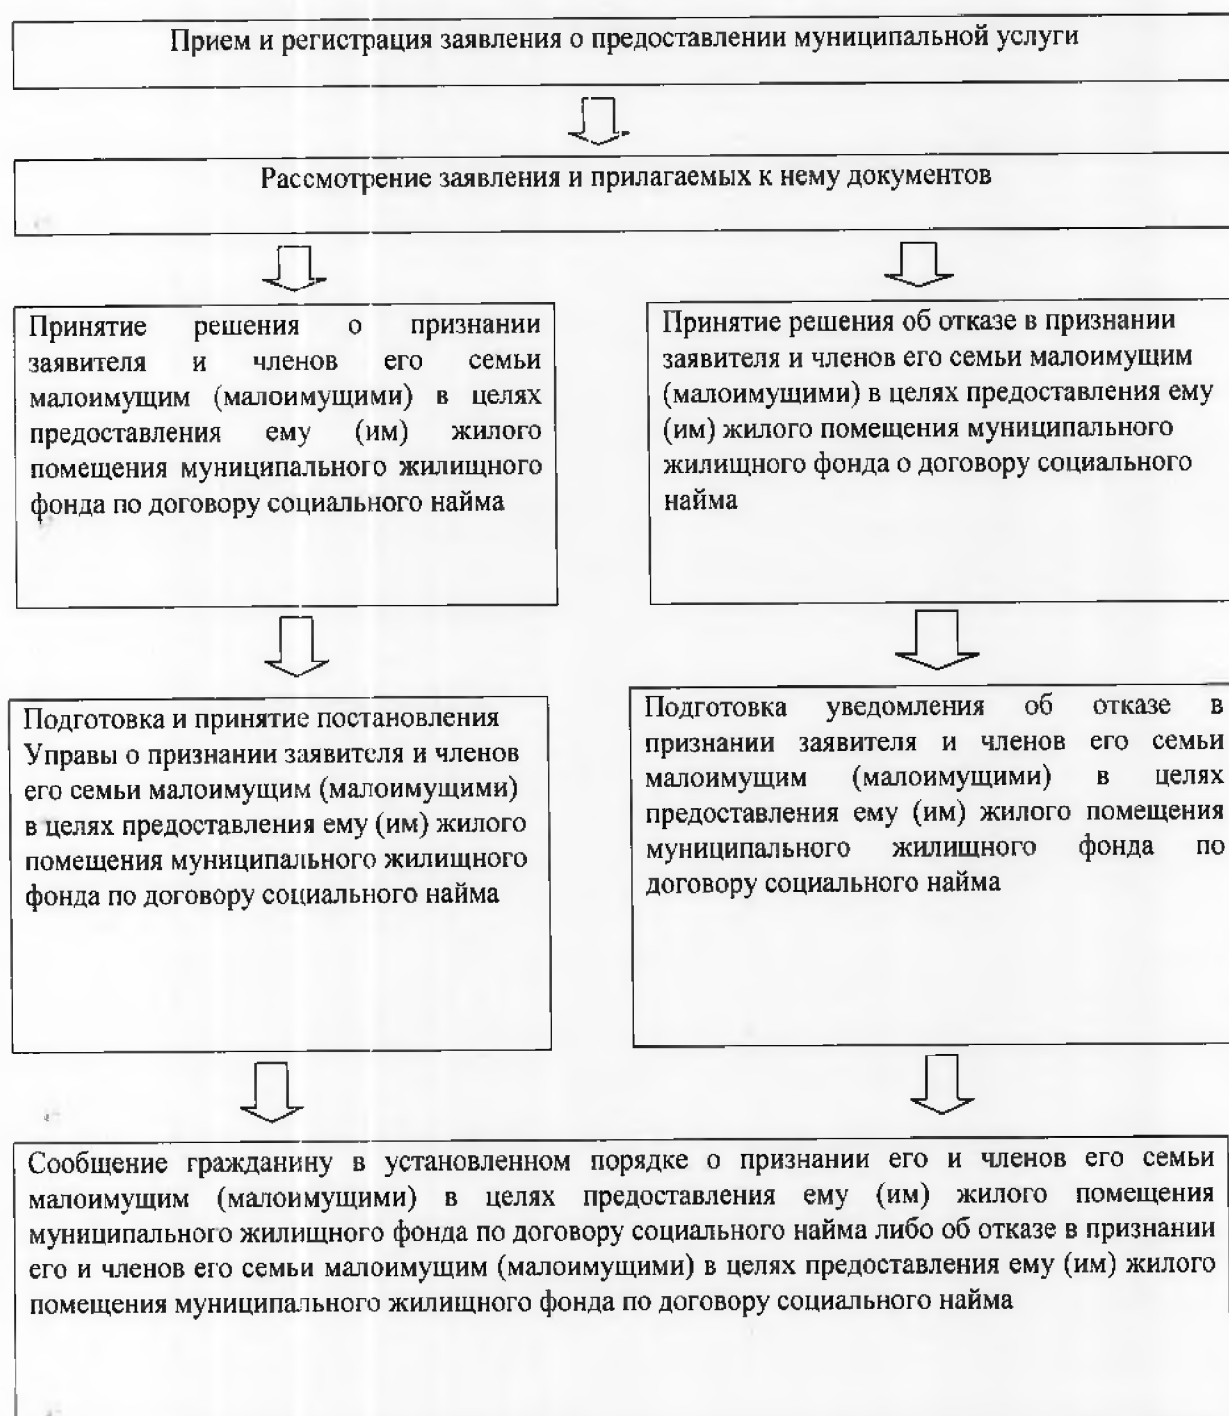 Прием и регистрация заявления о предоставлении муниципальной услуги
Рассмотрение заявления и прилагаемых к нему документов
Принятие решения о признании
заявителя и членов его семьи
малоимущим (малоимущими) в целях
предоставления ему (им) жилого
помещения муниципального жилищного
фонда по договору социального найма
Принятие решения об отказе в признании
заявителя и членов его семьи малоимущим
(малоимущими) в целях предоставления ему
(им) жилого помещения муниципального
жилищного фонда о договору социального
найма
Подготовка и принятие постановления
Управы о признании заявителя и членов
его семьи малоимущим (малоимущими)
в целях предоставления ему (им) жилого
помещения муниципального жилищного
фонда по договору социального найма
Подготовка уведомления об отказе в
признании заявителя и членов его семьи
малоимущим (малоимущими) в целях
предоставления ему (им) жилого помещения
муниципального жилищного фонда по
договору социального найма
Сообщение гражданину в установленном порядке о признании его и членов его семьи
малоимущим (малоимущими) в целях предоставления ему (им) жилого помещения
муниципального жилищного фонда по договору социального найма либо об отказе в признании
его и членов его семьи малоимущим (малоимущими) в целях предоставления ему (им) жилого
помещения муниципального жилищного фонда по договору социального найма